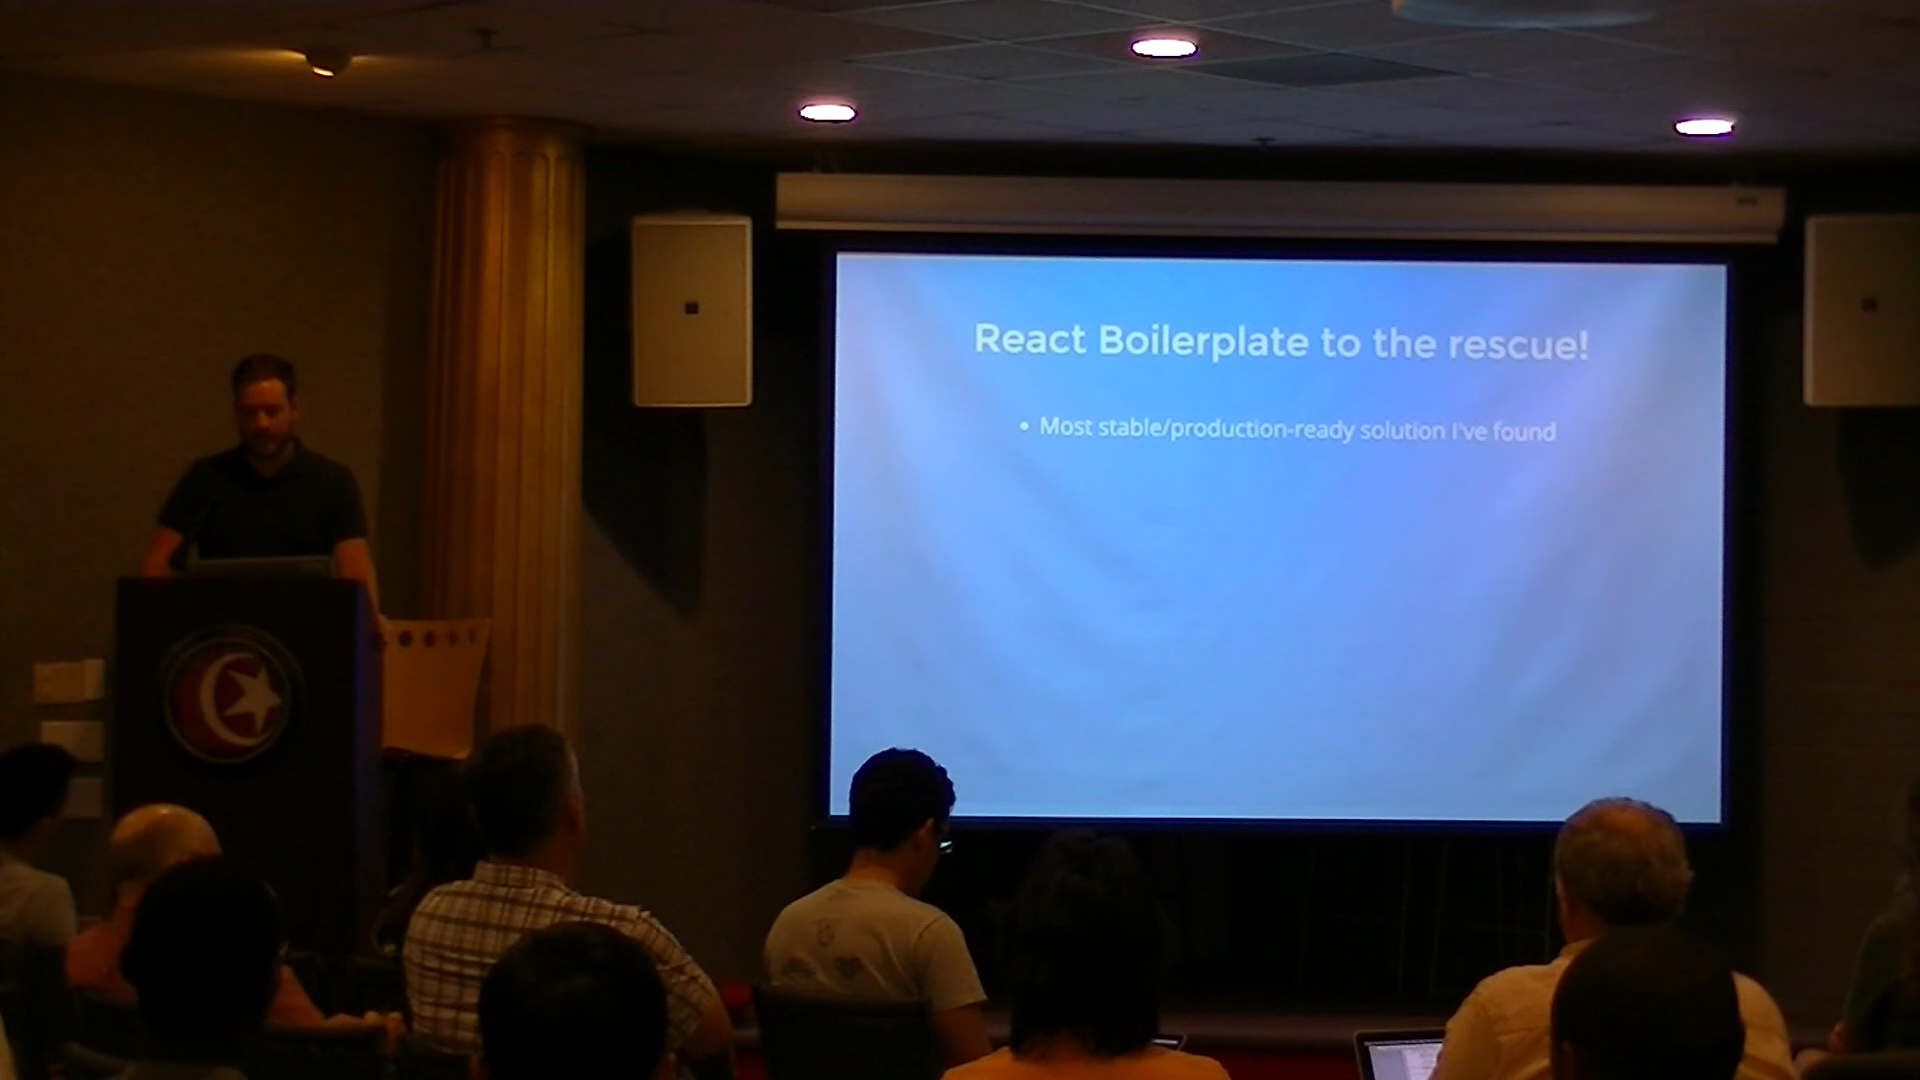 React Boilerplate to the rescue!
• Most stable/production-ready solution I've found